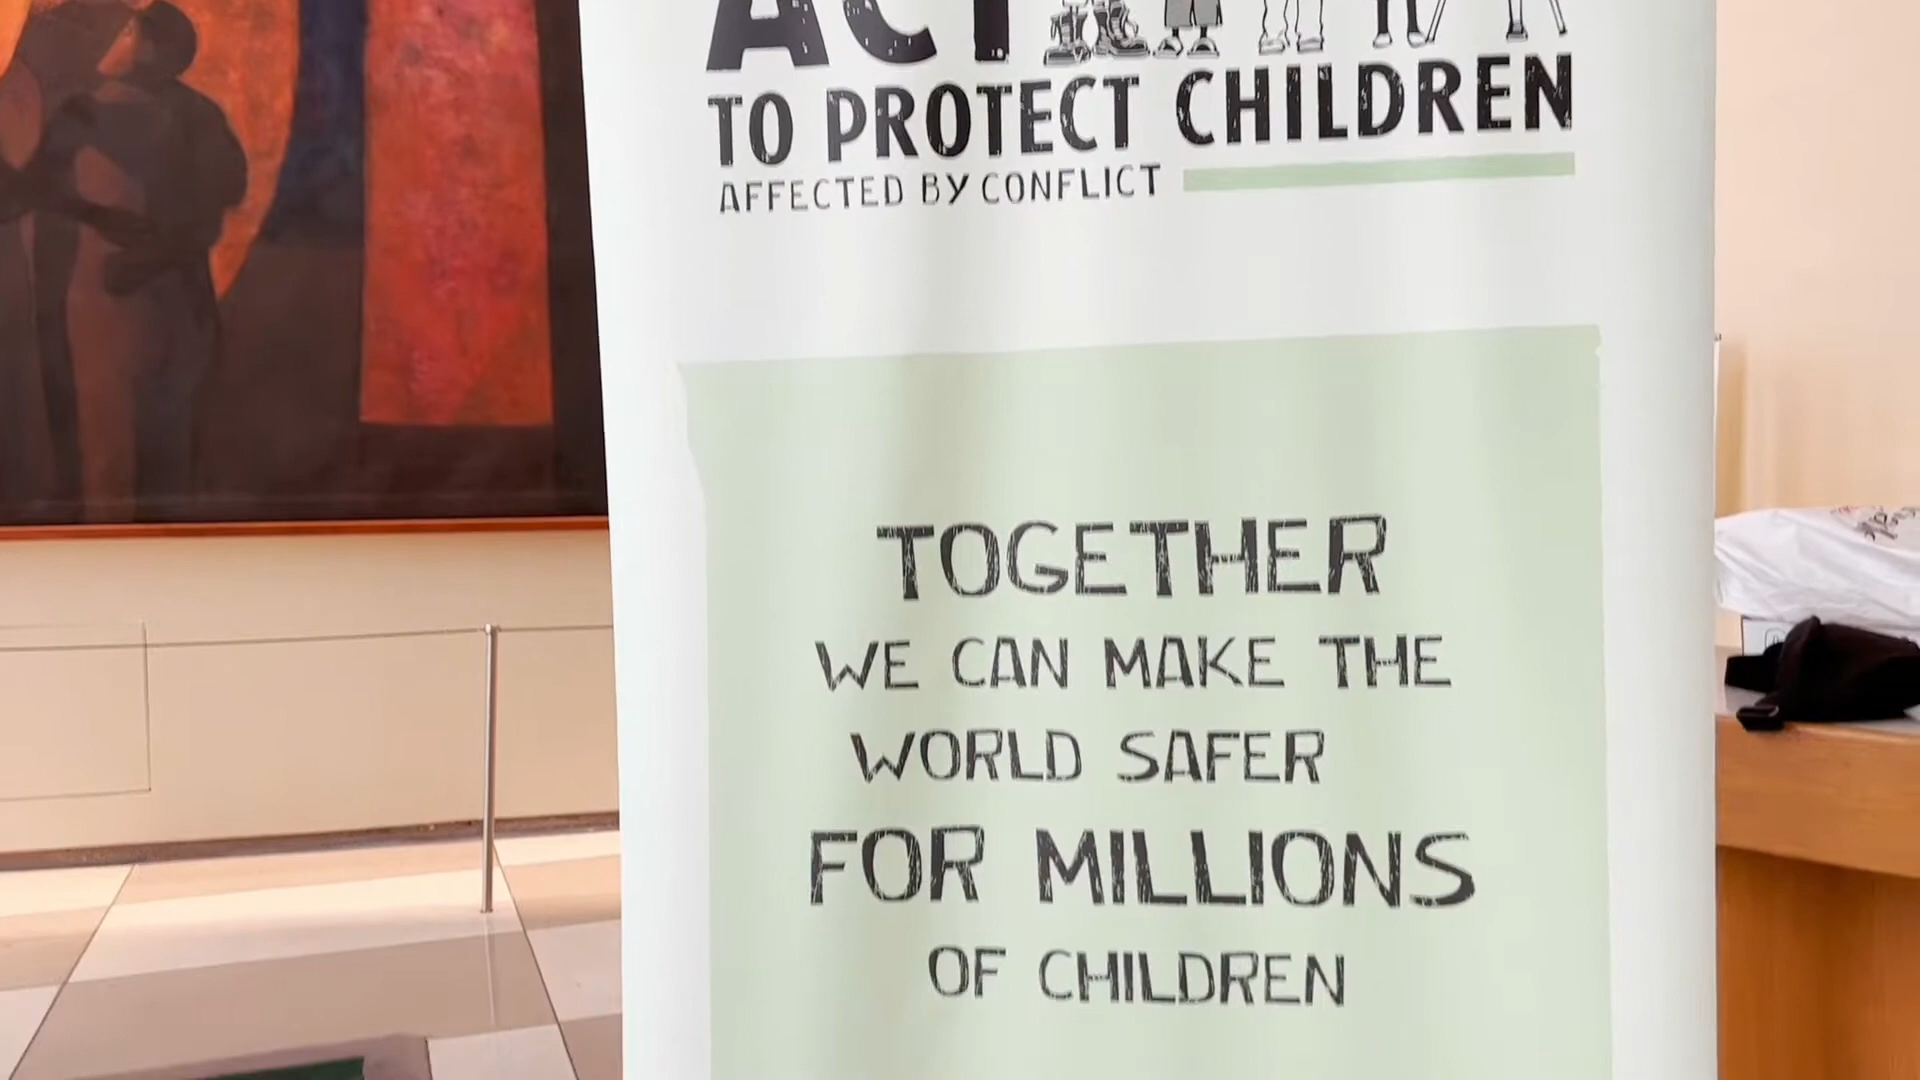 ACT
TO PROTECT CHILDREN
AFFECTED BY CONFLICT
TOGETHER
WE CAN MAKE THE
WORLD SAFER
FOR MILLIONS
OF CHILDREN